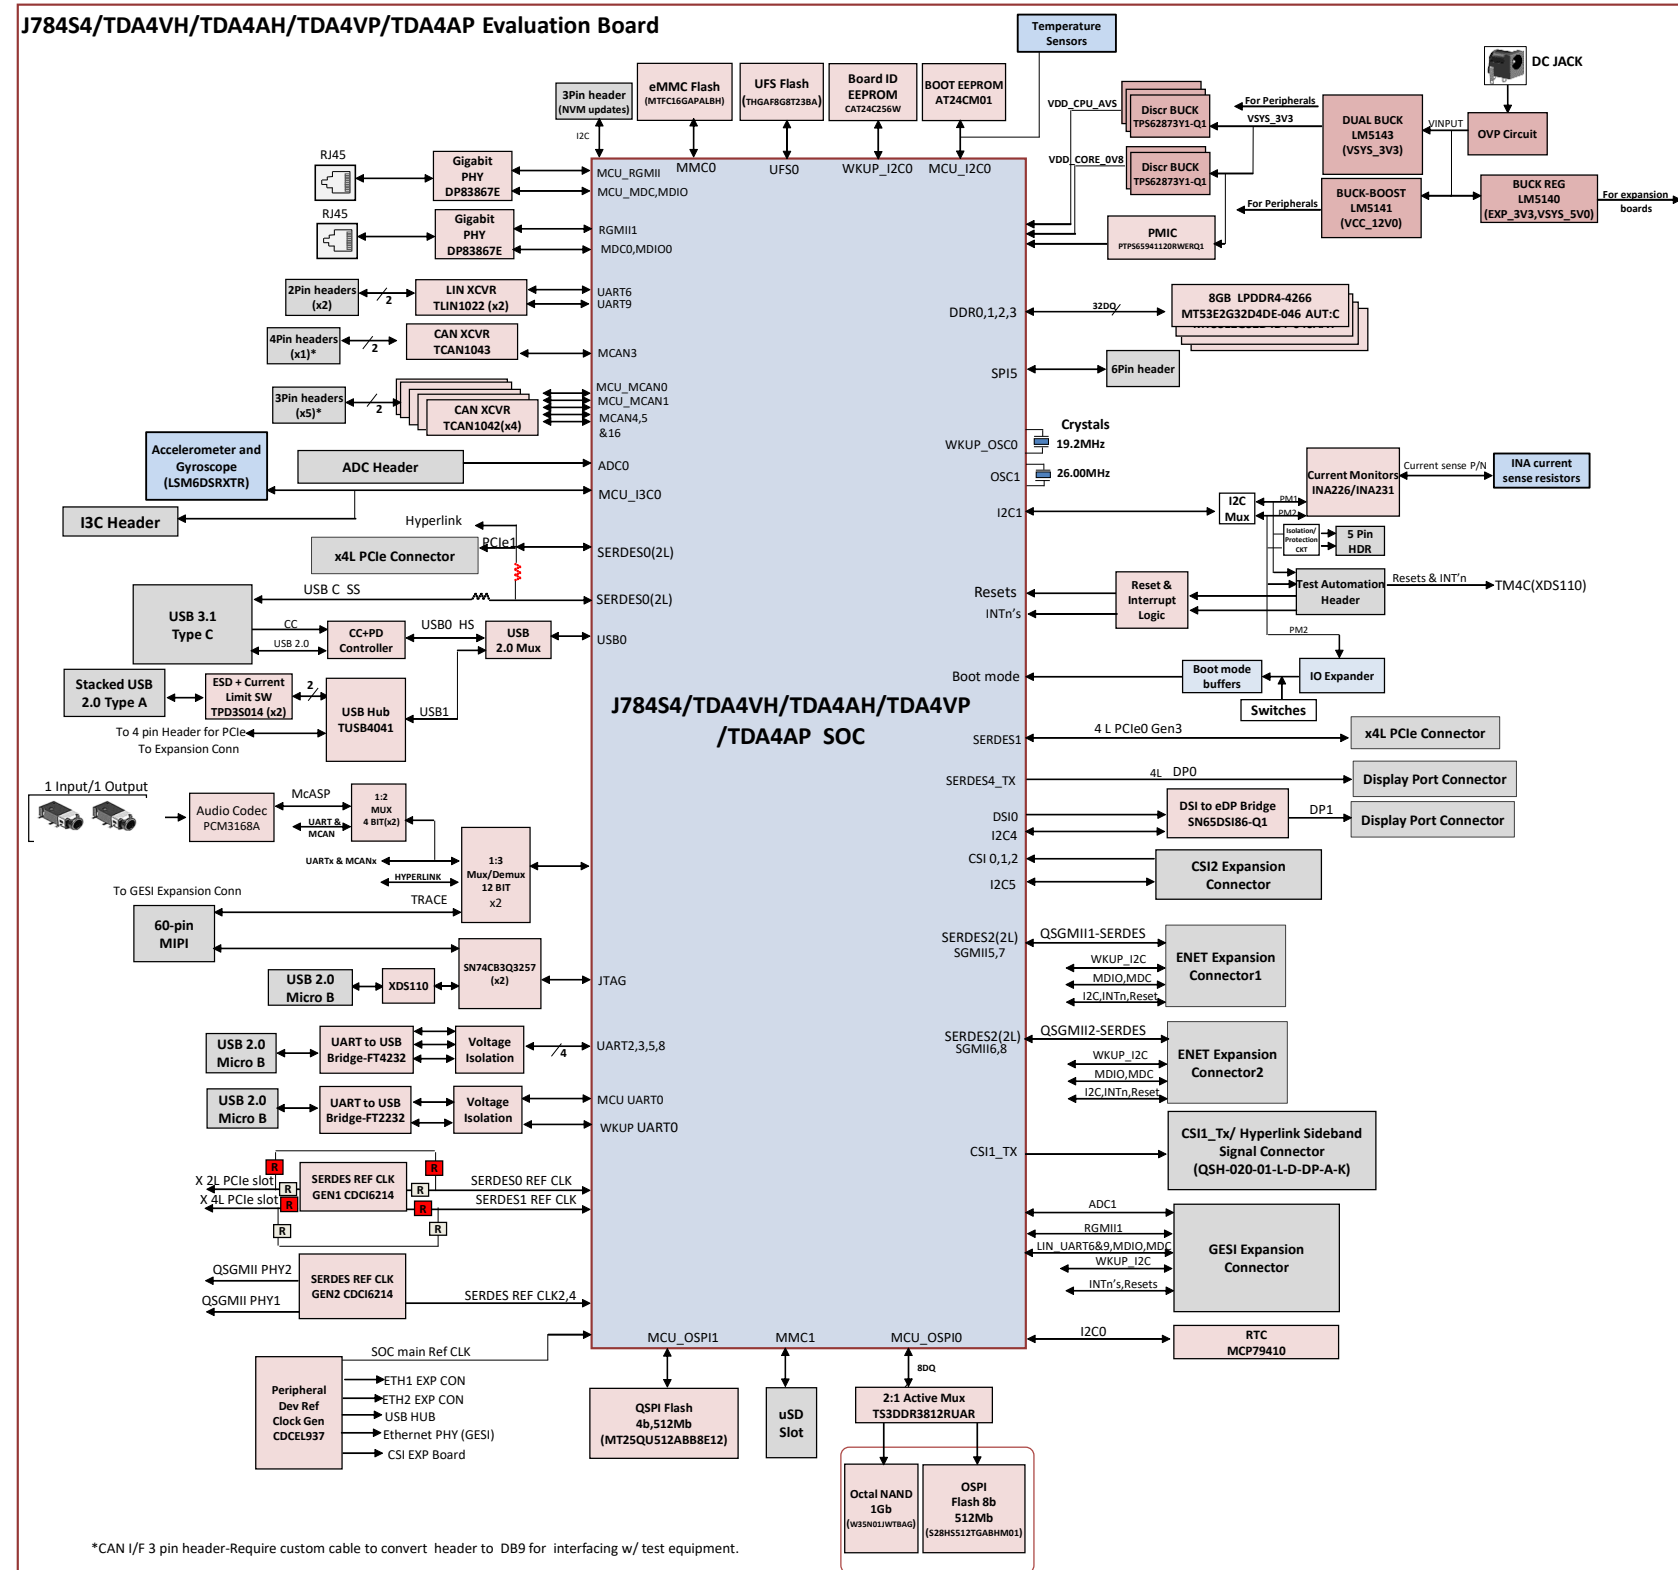 J784S4/TDA4VH/TDA4AH/TDA4VP/TDA4AP Evaluation Board
Temperature
Sensors
DC JACK
3Pin header
(NVM updates)
I2C
eMMC Flash
(MTFC16GAPALBH)
UFS Flash
(THGAF8G8T23BA)
Board ID
EEPROM
CAT24C256W
BOOT EEPROM
AT24CM01
MMC0
UFS0
WKUP_I2C0
MCU_I2C0
VDD_CPU_AVS
Discr BUCK
TPS62873Y1-Q1
For Peripherals
VSYS_3V3
DUAL BUCK
LM5143
(VSYS_3V3)
VINPUT
OVP Circuit
VDD_CORE_0V8
Discr BUCK
TPS62873Y1-Q1
For Peripherals
BUCK-BOOST
LM5141
(VCC_12V0)
BUCK REG
LM5140
(EXP_3V3,VSYS_5V0)
For expansion
boards
PMIC
PTPS65941120RWERQ1
RJ45
Gigabit
PHY
DP83867E
MCU_RGMII
MCU_MDC,MDIO
RJ45
Gigabit
PHY
DP83867E
RGMII1
MDC0,MDIO0
2Pin headers
(x2)
2
LIN XCVR
TLIN1022 (x2)
UART6
UART9
4Pin headers
(x1)*
2
CAN XCVR
TCAN1043
MCAN3
3Pin headers
(x5)*
2
CAN XCVR
TCAN1042(x4)
MCU_MCAN0
MCU_MCAN1
MCAN4,5
&16
DDR0,1,2,3
32DQ
8GB LPDDR4-4266
MT53E2G32D4DE-046 AUT:C
SPI5
6Pin header
Crystals
WKUP_OSC0
19.2MHz
OSC1
26.00MHz
Accelerometer and
Gyroscope
(LSM6DSRXTR)
ADC Header
ADC0
MCU_I3C0
I3C Header
I2C1
I2C
Mux
PM1
PM2
Current Monitors
INA226/INA231
Current sense P/N
INA current
sense resistors
Isolation/
Protection
CKT
5 Pin
HDR
Test Automation
Header
Resets & INT'n
TM4C(XDS110)
PM2
Hyperlink
PCIe1
x4L PCIe Connector
SERDES0(2L)
USB C  SS
SERDES0(2L)
Resets
INTn's
Reset &
Interrupt
Logic
USB 3.1
Type C
CC
USB 2.0
CC+PD
Controller
USB0  HS
USB
2.0 Mux
USB0
Boot mode
Boot mode
buffers
IO Expander
Switches
Stacked USB
2.0 Type A
ESD + Current
Limit SW
TPD3S014 (x2)
2
USB Hub
TUSB4041
USB1
To 4 pin Header for PCIe
To Expansion Conn
J784S4/TDA4VH/TDA4AH/TDA4VP
/TDA4AP  SOC
SERDES1
4 L PCIe0 Gen3
x4L PCIe Connector
SERDES4_TX
4L  DP0
Display Port Connector
DSI0
I2C4
DSI to eDP Bridge
SN65DSI86-Q1
DP1
Display Port Connector
CSI 0,1,2
I2C5
CSI2 Expansion
Connector
1 Input/1 Output
Audio Codec
PCM3168A
McASP
UART &
MCAN
1:2
MUX
4 BIT(x2)
UARTx & MCANx
HYPERLINK
TRACE
1:3
Mux/Demux
12 BIT
x2
To GESI Expansion Conn
60-pin
MIPI
USB 2.0
Micro B
XDS110
SN74CB3Q3257
(x2)
JTAG
SERDES2(2L)
SGMII5,7
QSGMII1-SERDES
WKUP_I2C
MDIO,MDC
I2C,INTn,Reset
ENET Expansion
Connector1
USB 2.0
Micro B
UART to USB
Bridge-FT4232
Voltage
Isolation
4
UART2,3,5,8
SERDES2(2L)
SGMII6,8
QSGMII2-SERDES
WKUP_I2C
MDIO,MDC
I2C,INTn,Reset
ENET Expansion
Connector2
USB 2.0
Micro B
UART to USB
Bridge-FT2232
Voltage
Isolation
MCU UART0
WKUP UART0
CSI1_TX
CSI1_Tx/ Hyperlink Sideband
Signal Connector
(QSH-020-01-L-D-DP-A-K)
R
R
X 2L PCIe slot
R
SERDES REF CLK
GEN1 CDCI6214
R
SERDES0 REF CLK
X 4L PCIe slot
R
R
SERDES1 REF CLK
R
R
ADC1
RGMII1
LIN_UART6&9,MDIO,MDC
WKUP_I2C
INTn's,Resets
GESI Expansion
Connector
QSGMII PHY2
QSGMII PHY1
SERDES REF CLK
GEN2 CDCI6214
SERDES REF CLK2,4
I2C0
RTC
MCP79410
MCU_OSPI1
MMC1
MCU_OSPI0
8DQ
SOC main Ref CLK
Peripheral
Dev Ref
Clock Gen
CDCEL937
ETH1 EXP CON
ETH2 EXP CON
USB HUB
Ethernet PHY (GESI)
CSI EXP Board
QSPI Flash
4b,512Mb
(MT25QU512ABB8E12)
uSD
Slot
2:1 Active Mux
TS3DDR3812RUAR
Octal NAND
1Gb
(W35N01JWTBAG)
OSPI
Flash 8b
512Mb
(S28HS512TGABHM01)
*CAN I/F 3 pin header-Require custom cable to convert  header to  DB9 for  interfacing w/ test equipment.